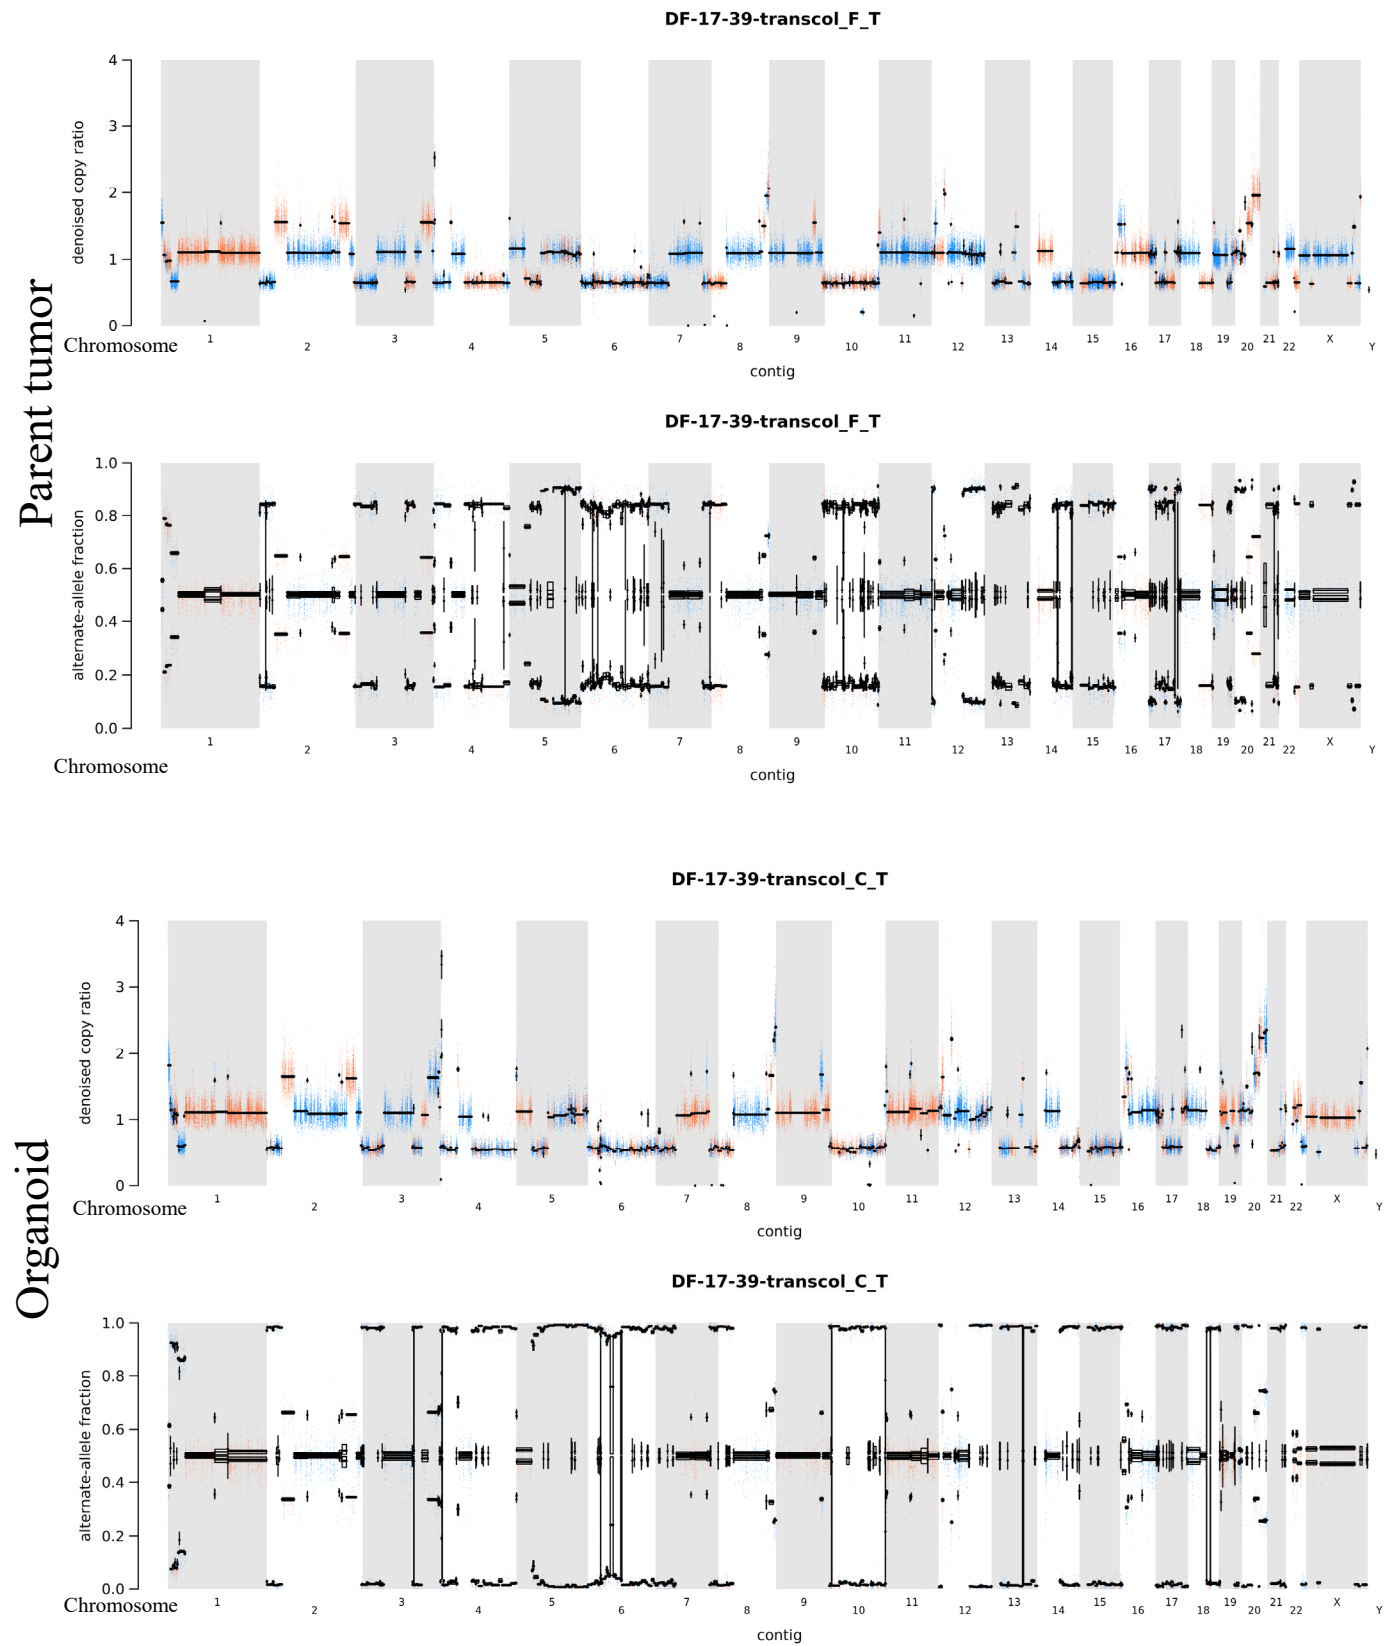 Parent tumor
DF-17-39-transcol_F_T
denoised copy ratio
4
3
2
1
0
Chromosome
1 2 3 4 5 6 7 8 9 10 11 12 13 14 15 16 17 18 19 20 21 22 X Y
contig
DF-17-39-transcol_F_T
alternate-allele fraction
1.0
0.8
0.6
0.4
0.2
0.0
1 2 3 4 5 6 7 8 9 10 11 12 13 14 15 16 17 18 19 20 21 22 X Y
Chromosome
contig
Organoid
DF-17-39-transcol_C_T
denoised copy ratio
4
3
2
1
0
Chromosome
1 2 3 4 5 6 7 8 9 10 11 12 13 14 15 16 17 18 19 20 21 22 X Y
contig
DF-17-39-transcol_C_T
alternate-allele fraction
1.0
0.8
0.6
0.4
0.2
0.0
Chromosome
1 2 3 4 5 6 7 8 9 10 11 12 13 14 15 16 17 18 19 20 21 22 X Y
contig